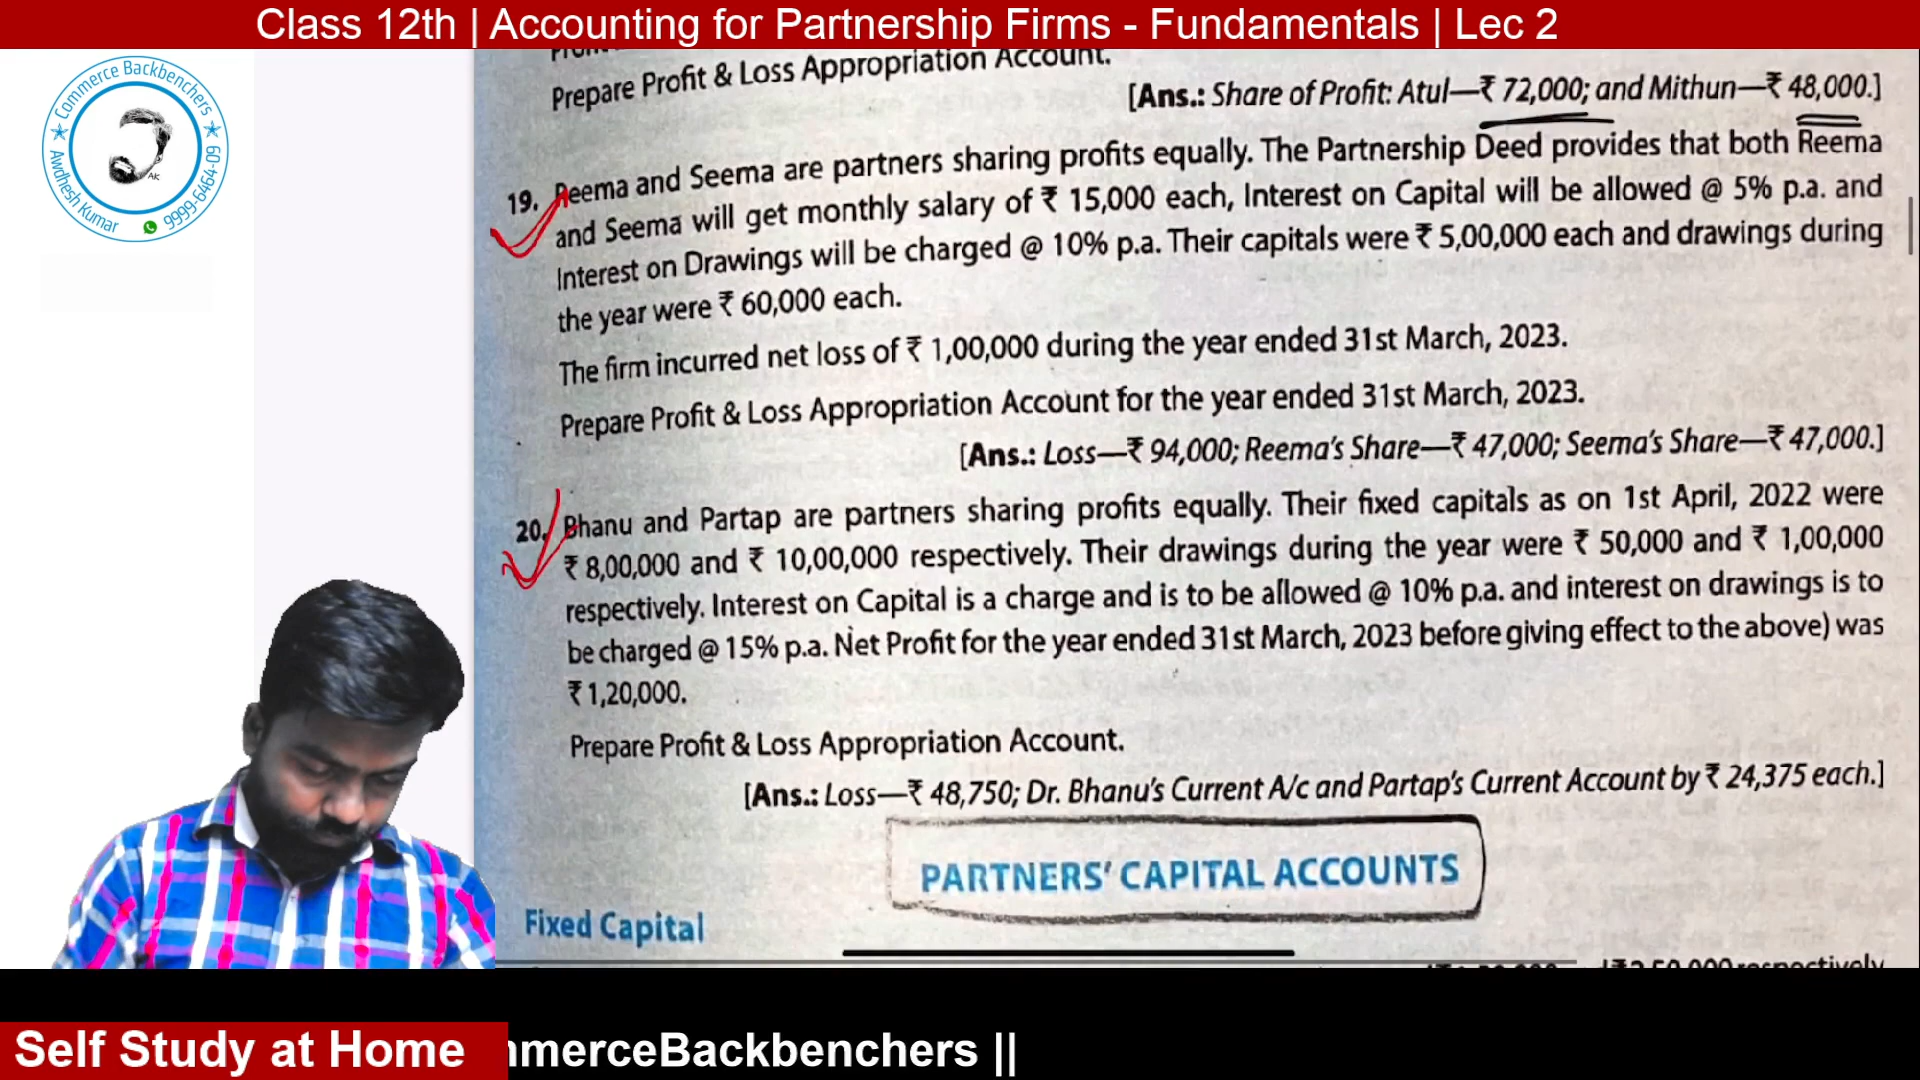 Class 12th | Accounting for Partnership Firms - Fundamentals | Lec 2
Commerce Backbenchers
Awdhesh Kumar
9999-6464-09
AK
Prepare Profit & Loss Appropriation Account.
[Ans.: Share of Profit: Atul—₹ 72,000; and Mithun—₹ 48,000.]
19. Reema and Seema are partners sharing profits equally. The Partnership Deed provides that both Reema
and Seema will get monthly salary of ₹ 15,000 each, Interest on Capital will be allowed @ 5% p.a. and
Interest on Drawings will be charged @ 10% p.a. Their capitals were ₹ 5,00,000 each and drawings during
the year were ₹ 60,000 each.
The firm incurred net loss of ₹ 1,00,000 during the year ended 31st March, 2023.
Prepare Profit & Loss Appropriation Account for the year ended 31st March, 2023.
[Ans.: Loss—₹ 94,000; Reema's Share—₹ 47,000; Seema's Share—₹ 47,000.]
20. Bhanu and Partap are partners sharing profits equally. Their fixed capitals as on 1st April, 2022 were
₹ 8,00,000 and ₹ 10,00,000 respectively. Their drawings during the year were ₹ 50,000 and ₹ 1,00,000
respectively. Interest on Capital is a charge and is to be allowed @ 10% p.a. and interest on drawings is to
be charged @ 15% p.a. Net Profit for the year ended 31st March, 2023 before giving effect to the above) was
₹ 1,20,000.
Prepare Profit & Loss Appropriation Account.
[Ans.: Loss—₹ 48,750; Dr. Bhanu's Current A/c and Partap's Current Account by ₹ 24,375 each.]
PARTNERS' CAPITAL ACCOUNTS
Fixed Capital
respectively
Self Study at Home
mmerceBackbenchers ||